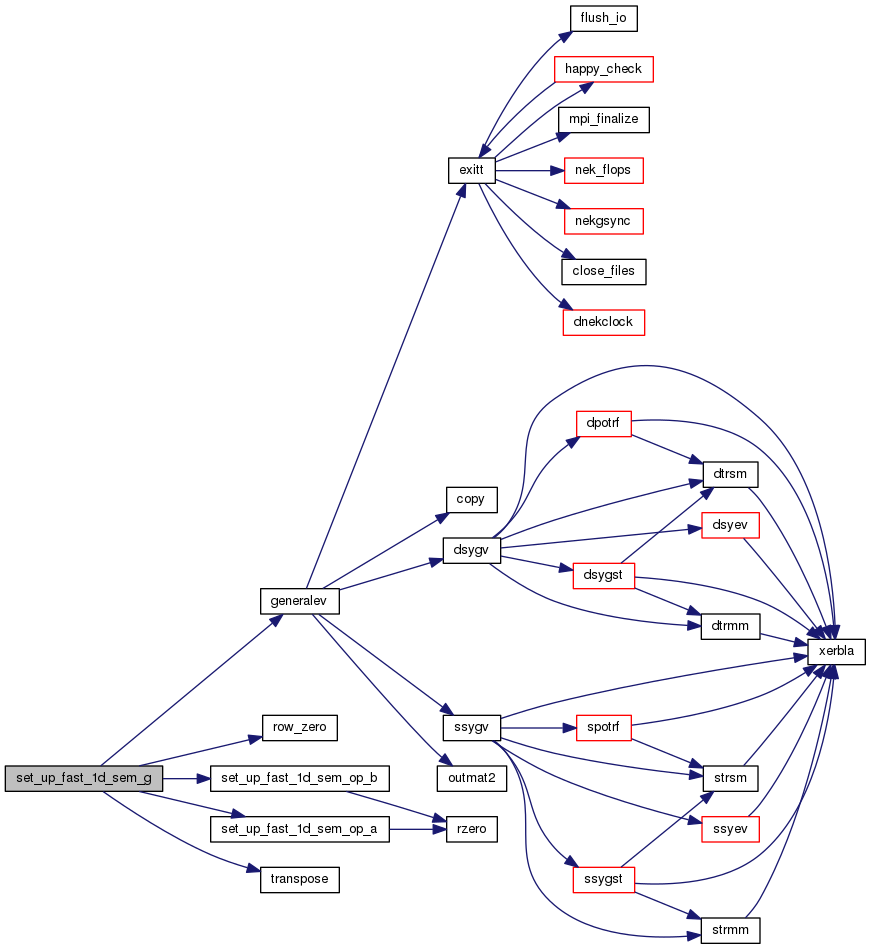 flush_io
happy_check
mpi_finalize
exitt
nek_flops
nekgsync
close_files
dnekclock
dpotrf
dtrsm
copy
dsyev
dsygv
dsygst
generalev
dtrmm
xerbla
row_zero
ssygv
spotrf
set_up_fast_1d_sem_g
set_up_fast_1d_sem_op_b
outmat2
strsm
set_up_fast_1d_sem_op_a
rzero
ssyev
transpose
ssygst
strmm